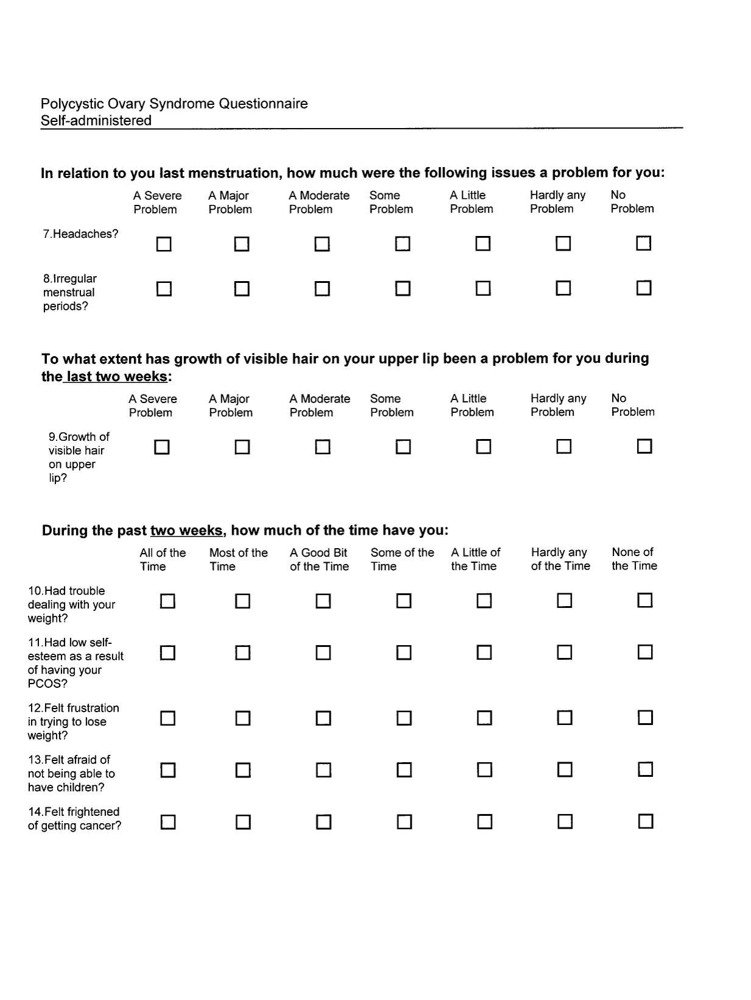 Polycystic Ovary Syndrome Questionnaire
Self-administered
In relation to you last menstruation, how much were the following issues a problem for you:
A Severe Problem A Major Problem A Moderate Problem Some Problem A Little Problem Hardly any Problem No Problem
7.Headaches?
8.Irregular
menstrual
periods?
To what extent has growth of visible hair on your upper lip been a problem for you during
the last two weeks:
A Severe Problem A Major Problem A Moderate Problem Some Problem A Little Problem Hardly any Problem No Problem
9.Growth of
visible hair
on upper
lip?
During the past two weeks, how much of the time have you:
All of the Time Most of the Time A Good Bit of the Time Some of the Time A Little of the Time Hardly any of the Time None of the Time
10.Had trouble
dealing with your
weight?
11.Had low self-
esteem as a result
of having your
PCOS?
12.Felt frustration
in trying to lose
weight?
13.Felt afraid of
not being able to
have children?
14.Felt frightened
of getting cancer?